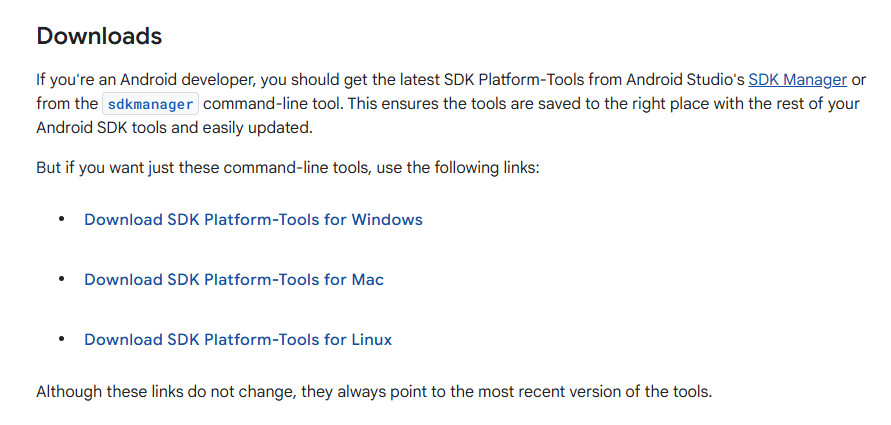 Downloads
If you're an Android developer, you should get the latest SDK Platform-Tools from Android Studio's SDK Manager or
from the sdkmanager command-line tool. This ensures the tools are saved to the right place with the rest of your
Android SDK tools and easily updated.
But if you want just these command-line tools, use the following links:
• Download SDK Platform-Tools for Windows
• Download SDK Platform-Tools for Mac
• Download SDK Platform-Tools for Linux
Although these links do not change, they always point to the most recent version of the tools.